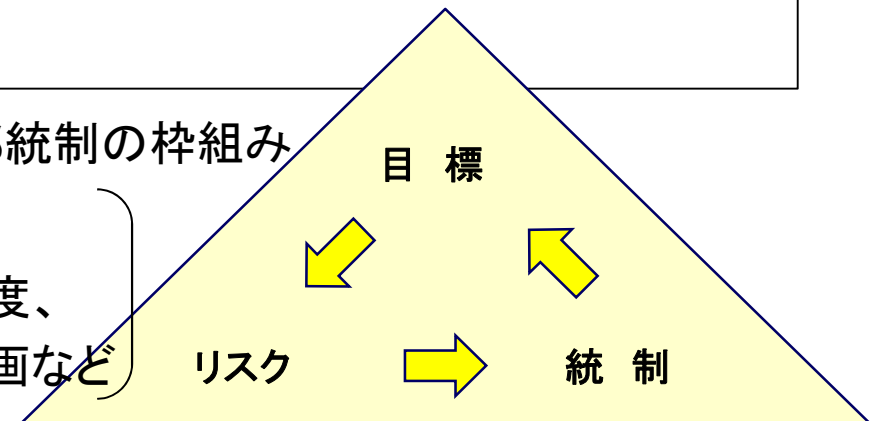 統制の枠組み
目 標
度、
画など
リスク
統 制